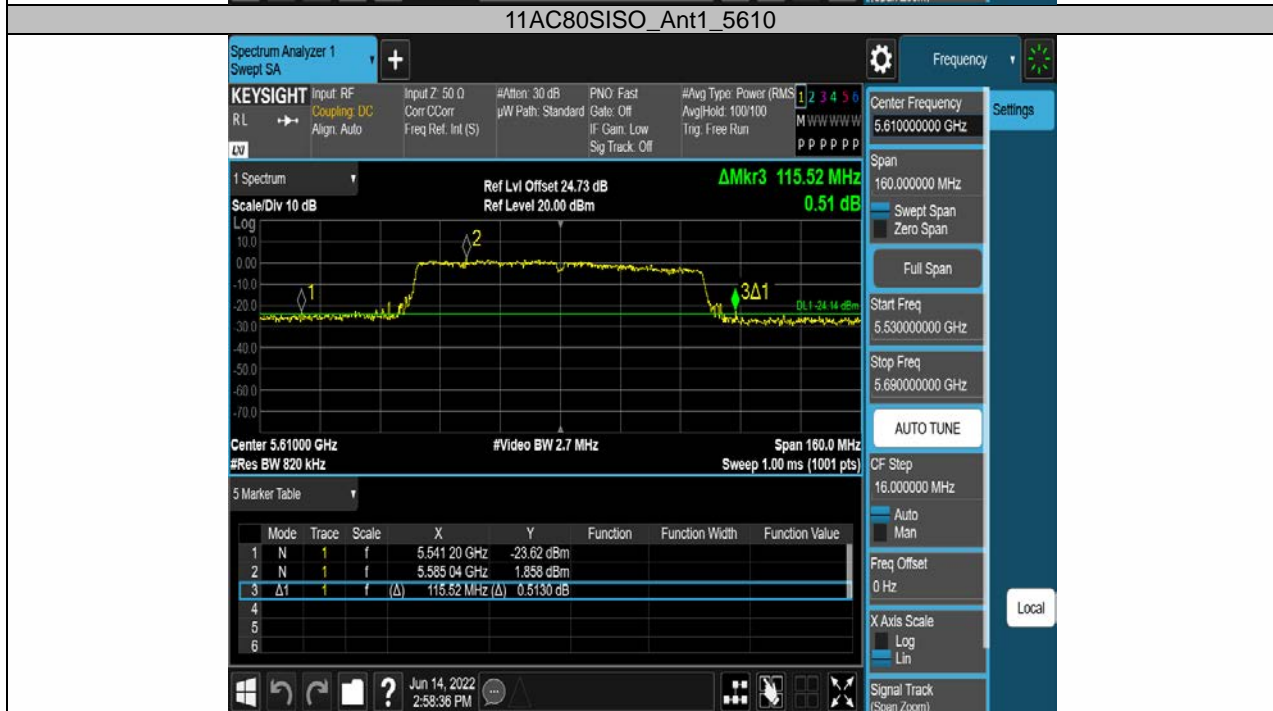 11AC80SISO_Ant1_5610
Spectrum Analyzer 1
Swept SA
+
Frequency
KEYSIGHT
RL
LXI
Input: RF
Coupling: DC
Align: Auto
Input Z: 50 Ω
Corr CCorr
Freq Ref: Int (S)
#Atten: 30 dB
µW Path: Standard
PNO: Fast
Gate: Off
IF Gain: Low
Sig Track: Off
#Avg Type: Power (RMS
Avg|Hold: 100/100
Trig: Free Run
1 2 3 4 5 6
M W W W W W
P P P P P P
1 Spectrum
Scale/Div 10 dB
Ref Lvl Offset 24.73 dB
Ref Level 20.00 dBm
ΔMkr3 115.52 MHz
0.51 dB
Log
10.0
0.00
-10.0
-20.0
-30.0
-40.0
-50.0
-60.0
-70.0
1
2
3Δ1
DL1 -24.14 dBm
Center 5.61000 GHz
#Video BW 2.7 MHz
Span 160.0 MHz
#Res BW 820 kHz
Sweep 1.00 ms (1001 pts)
5 Marker Table
Mode Trace Scale X Y Function Function Width Function Value
1 N 1 f 5.541 20 GHz -23.62 dBm
2 N 1 f 5.585 04 GHz 1.858 dBm
3 Δ1 1 f (Δ) 115.52 MHz (Δ) 0.5130 dB
4
5
6
?
Jun 14, 2022
2:58:36 PM
Center Frequency
5.610000000 GHz
Settings
Span
160.000000 MHz
Swept Span
Zero Span
Full Span
Start Freq
5.530000000 GHz
Stop Freq
5.690000000 GHz
AUTO TUNE
CF Step
16.000000 MHz
Auto
Man
Freq Offset
0 Hz
X Axis Scale
Log
Lin
Local
Signal Track
(Span Zoom)